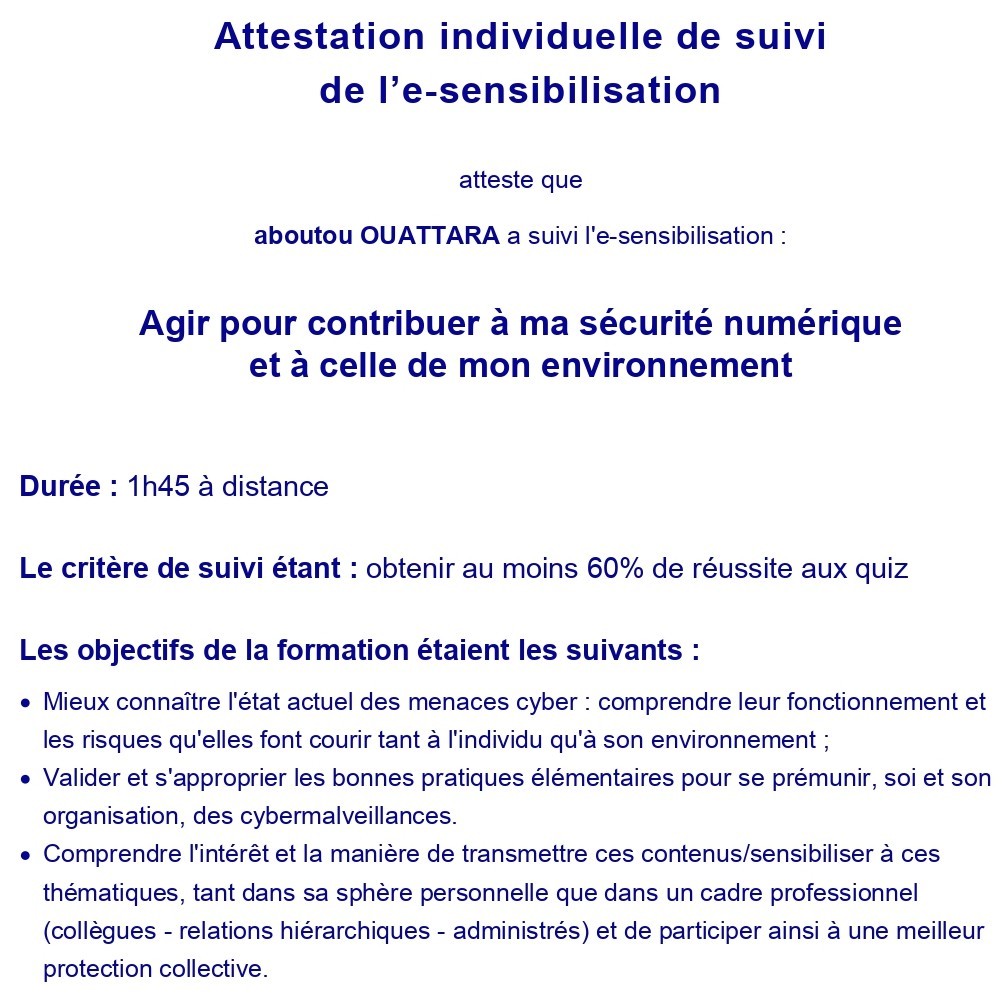 Attestation individuelle de suivi
de l’e-sensibilisation
atteste que
aboutou OUATTARA a suivi l'e-sensibilisation :
Agir pour contribuer à ma sécurité numérique
et à celle de mon environnement
Durée : 1h45 à distance
Le critère de suivi étant : obtenir au moins 60% de réussite aux quiz
Les objectifs de la formation étaient les suivants :
• Mieux connaître l'état actuel des menaces cyber : comprendre leur fonctionnement et
les risques qu'elles font courir tant à l'individu qu'à son environnement ;
• Valider et s'approprier les bonnes pratiques élémentaires pour se prémunir, soi et son
organisation, des cybermalveillances.
• Comprendre l'intérêt et la manière de transmettre ces contenus/sensibiliser à ces
thématiques, tant dans sa sphère personnelle que dans un cadre professionnel
(collègues - relations hiérarchiques - administrés) et de participer ainsi à une meilleur
protection collective.